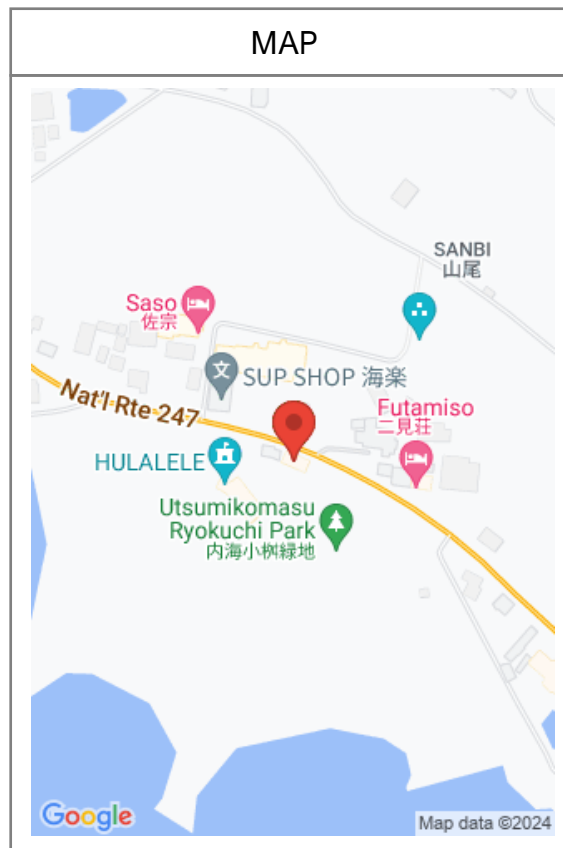 MAP
SANBI
山尾
Saso
佐宗
SUP SHOP 海楽
Nat'l Rte 247
Futamiso
二見荘
HULALELE
Utsumikomasu
Ryokuchi Park
内海小桝緑地
Google
Map data ©2024